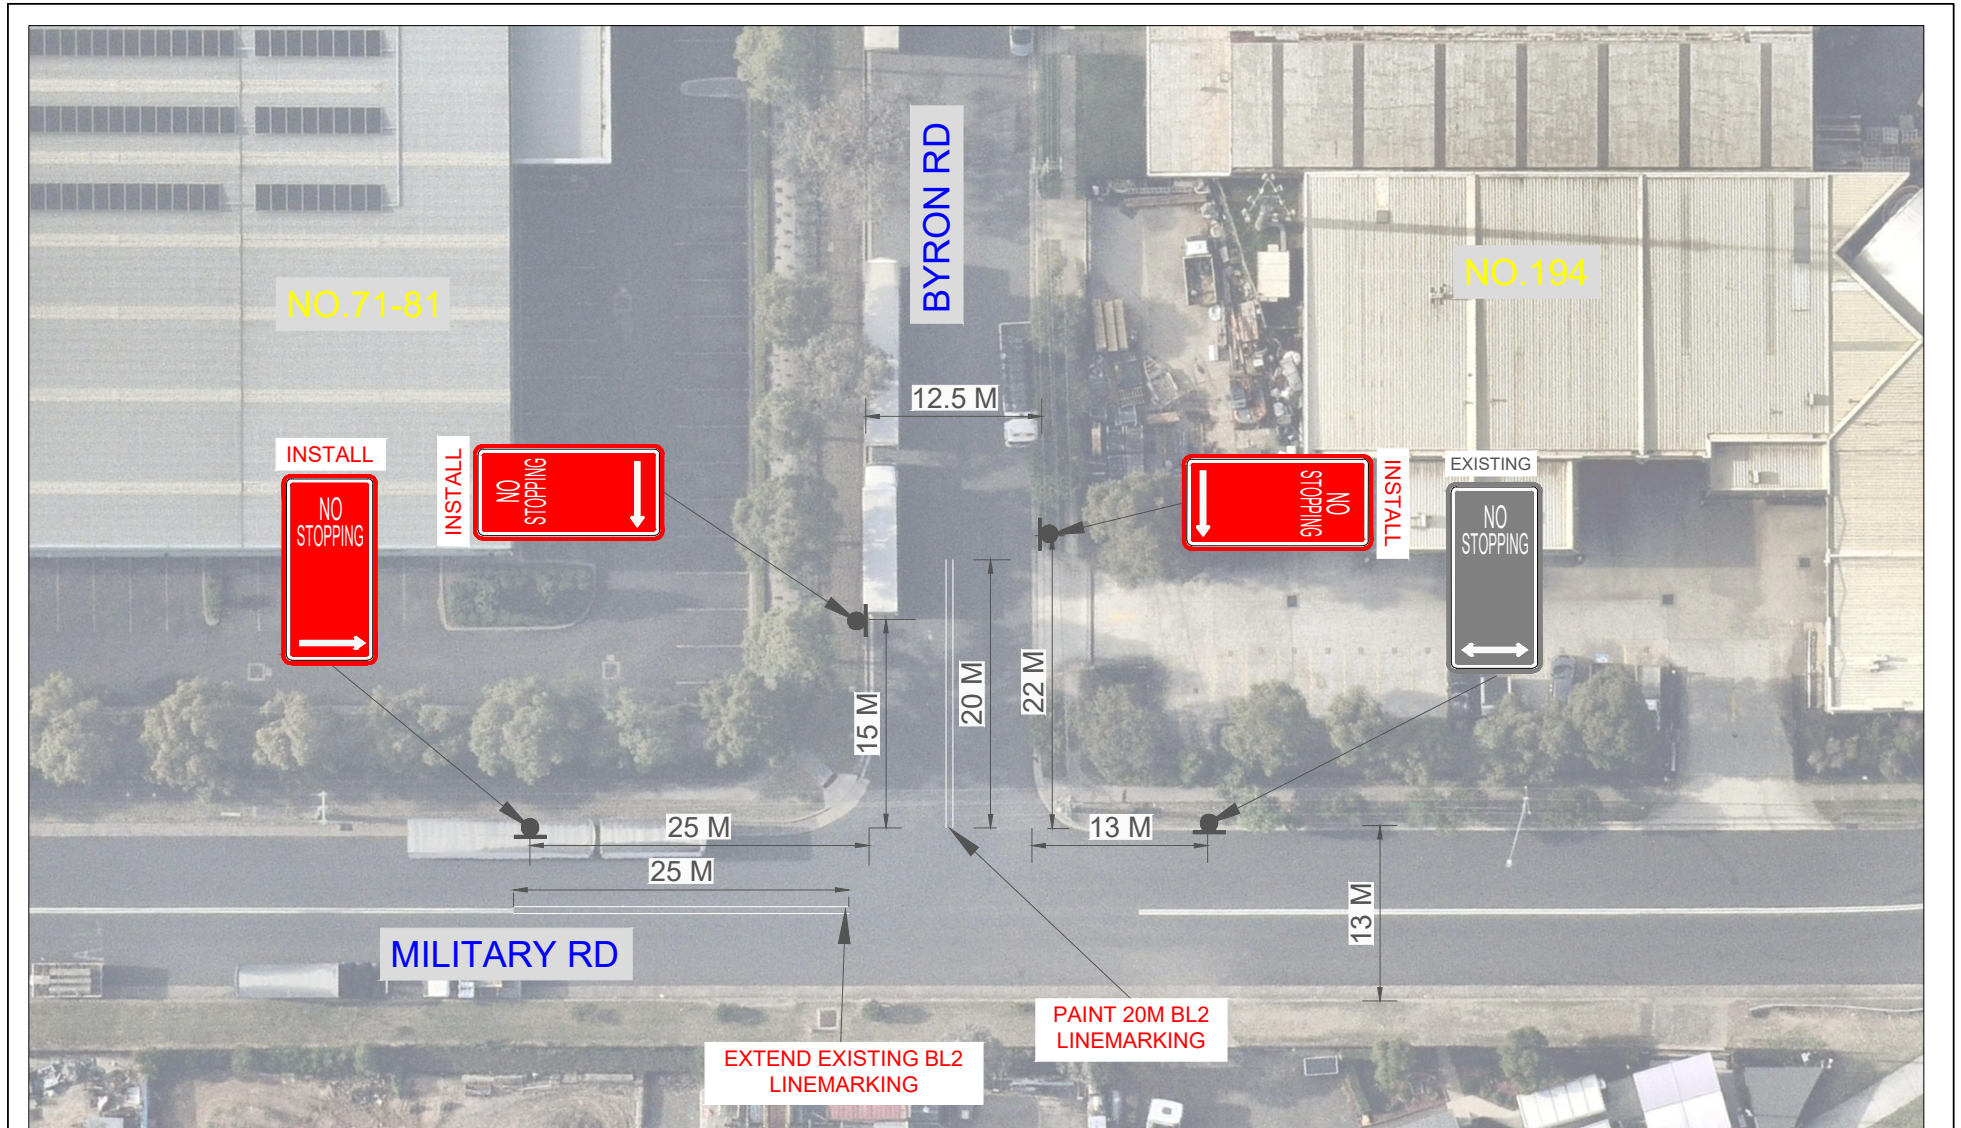 BYRON RD
NO.71-81
NO.194
12.5 M
INSTALL
NO
STOPPING
INSTALL
NO
STOPPING
NO
STOPPING
INSTALL
EXISTING
NO
STOPPING
15 M
20 M
22 M
25 M
13 M
25 M
13 M
MILITARY RD
PAINT 20M BL2
LINEMARKING
EXTEND EXISTING BL2
LINEMARKING